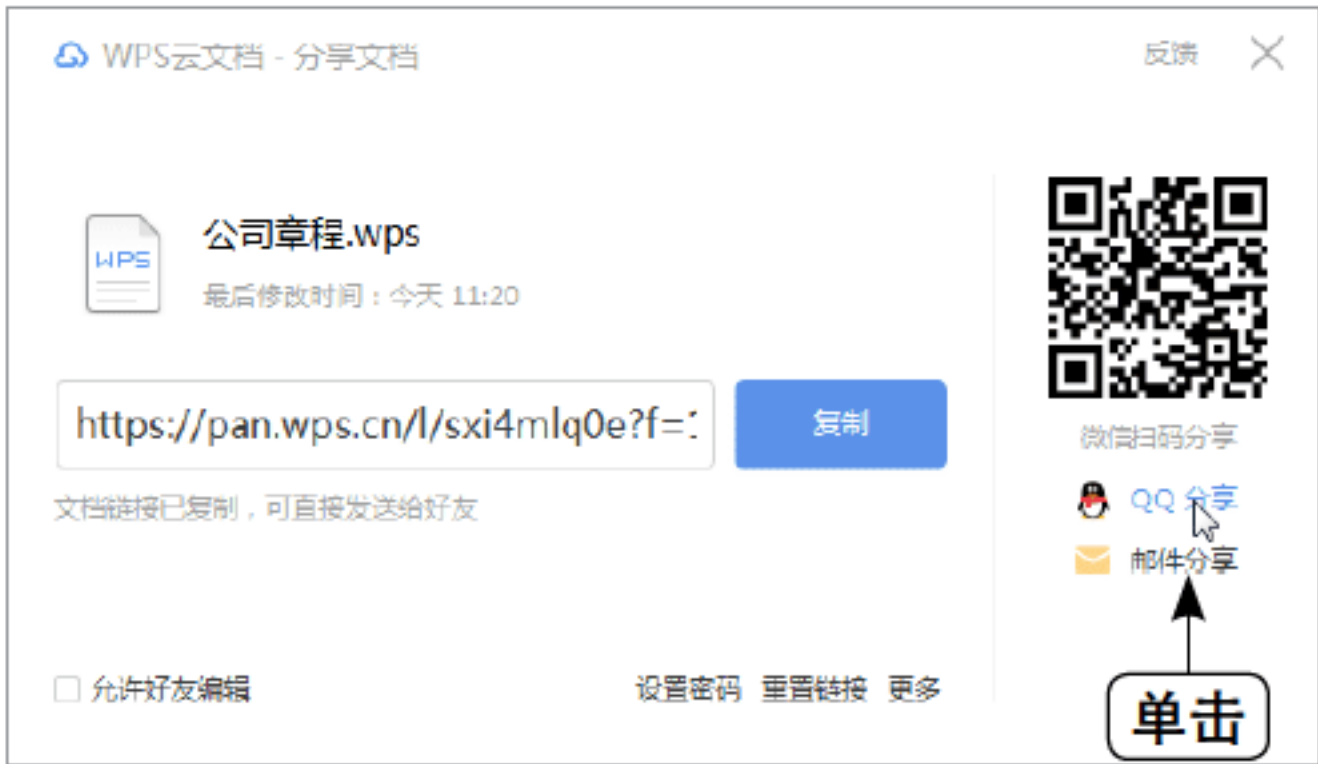 WPS云文档 - 分享文档
反馈
WPS
公司章程.wps
最后修改时间：今天 11:20
https://pan.wps.cn/l/sxi4mlq0e?f=1
复制
文档链接已复制，可直接发送给好友
允许好友编辑
设置密码 重置链接 更多
微信扫码分享
QQ 分享
邮件分享
单击